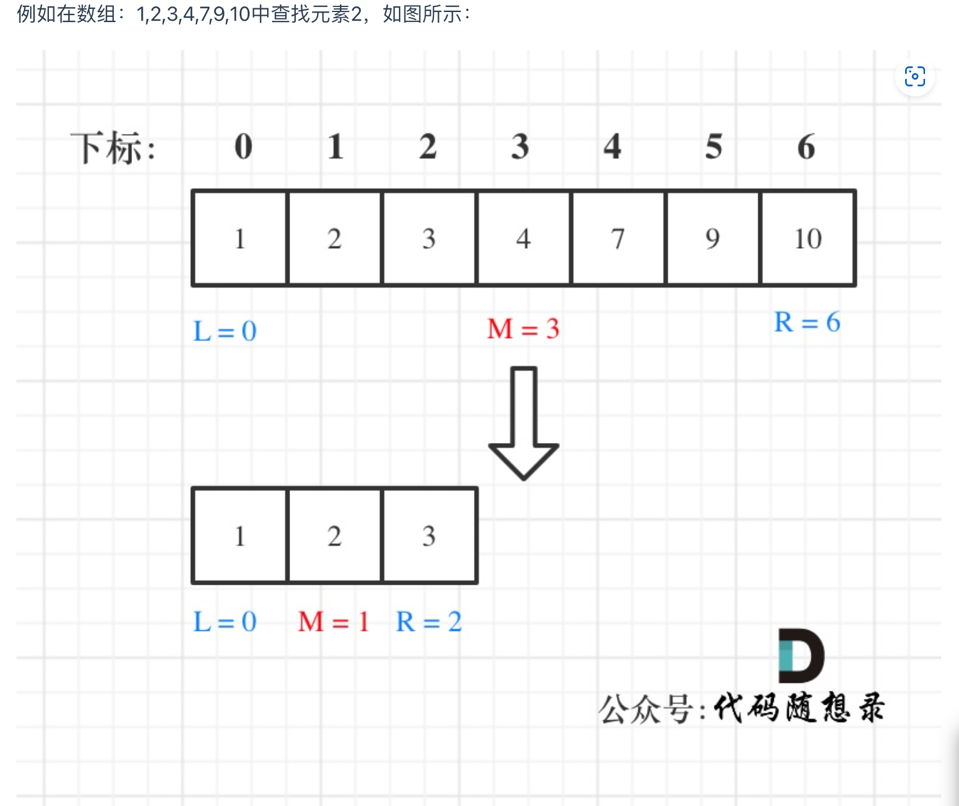 例如在数组：1,2,3,4,7,9,10中查找元素2，如图所示：
下标: 0 1 2 3 4 5 6
1 2 3 4 7 9 10
L = 0 M = 3 R = 6
1 2 3
L = 0 M = 1 R = 2
D
公众号:代码随想录